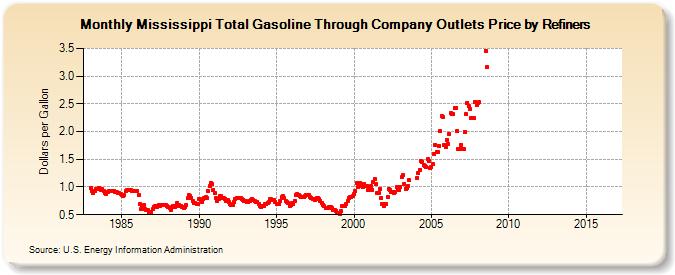 Monthly Mississippi Total Gasoline Through Company Outlets Price by Refiners
Dollars per Gallon
3.5
3.0
2.5
2.0
1.5
1.0
0.5
1985 1990 1995 2000 2005 2010 2015
Source: U.S. Energy Information Administration